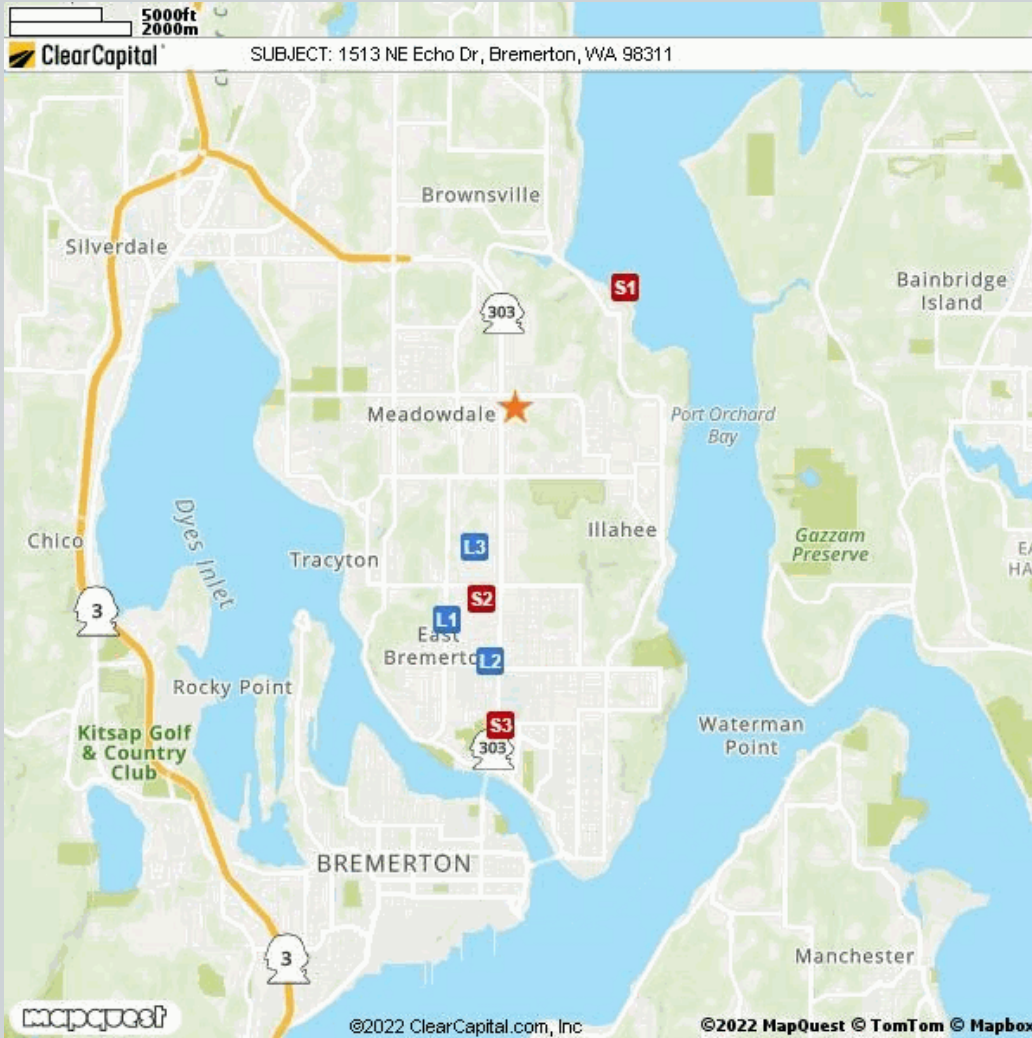 5000ft
2000m
ClearCapital
SUBJECT: 1513 NE Echo Dr, Bremerton, WA 98311
Brownsville
Silverdale
S1
Bainbridge
Island
303
Meadowdale
Port Orchard
Bay
Dyes Inlet
Chico
Illahee
Gazzam
Preserve
L3
Tracyton
S2
3
L1
East
Bremerto
L2
Rocky Point
S3
303
Waterman
Point
Kitsap Golf
& Country
Club
BREMERTON
3
Manchester
mapquest
©2022 ClearCapital.com, Inc
©2022 MapQuest © TomTom © Mapbox